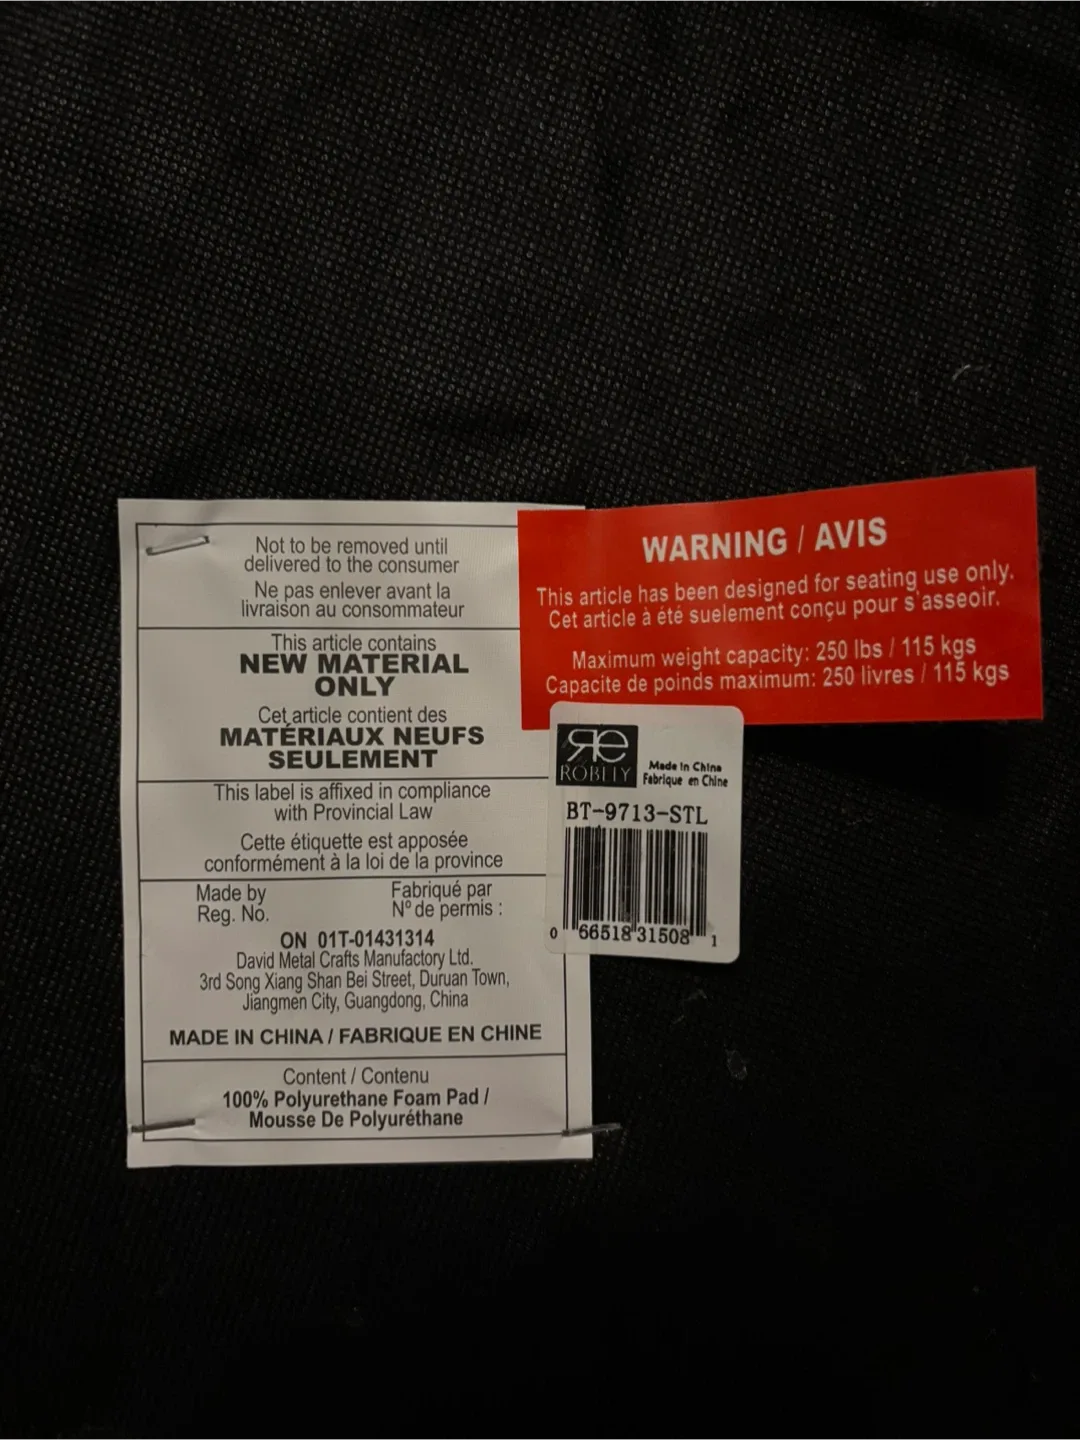 Not to be removed until
delivered to the consumer
Ne pas enlever avant la
livraison au consommateur
This article contains
NEW MATERIAL
ONLY
Cet article contient des
MATÉRIAUX NEUFS
SEULEMENT
This label is affixed in compliance
with Provincial Law
Cette étiquette est apposée
conformément à la loi de la province
Made by
Reg. No.
Fabriqué par
N° de permis :
ON 01T-01431314
David Metal Crafts Manufactory Ltd.
3rd Song Xiang Shan Bei Street, Duruan Town,
Jiangmen City, Guangdong, China
MADE IN CHINA / FABRIQUE EN CHINE
Content / Contenu
100% Polyurethane Foam Pad /
Mousse De Polyuréthane
WARNING / AVIS
This article has been designed for seating use only.
Cet article à été suelement conçu pour s'asseoir.
Maximum weight capacity: 250 lbs / 115 kgs
Capacite de poinds maximum: 250 livres / 115 kgs
Made in China
Fabrique en Chine
BT-9713-STL
0 66518 31508 1